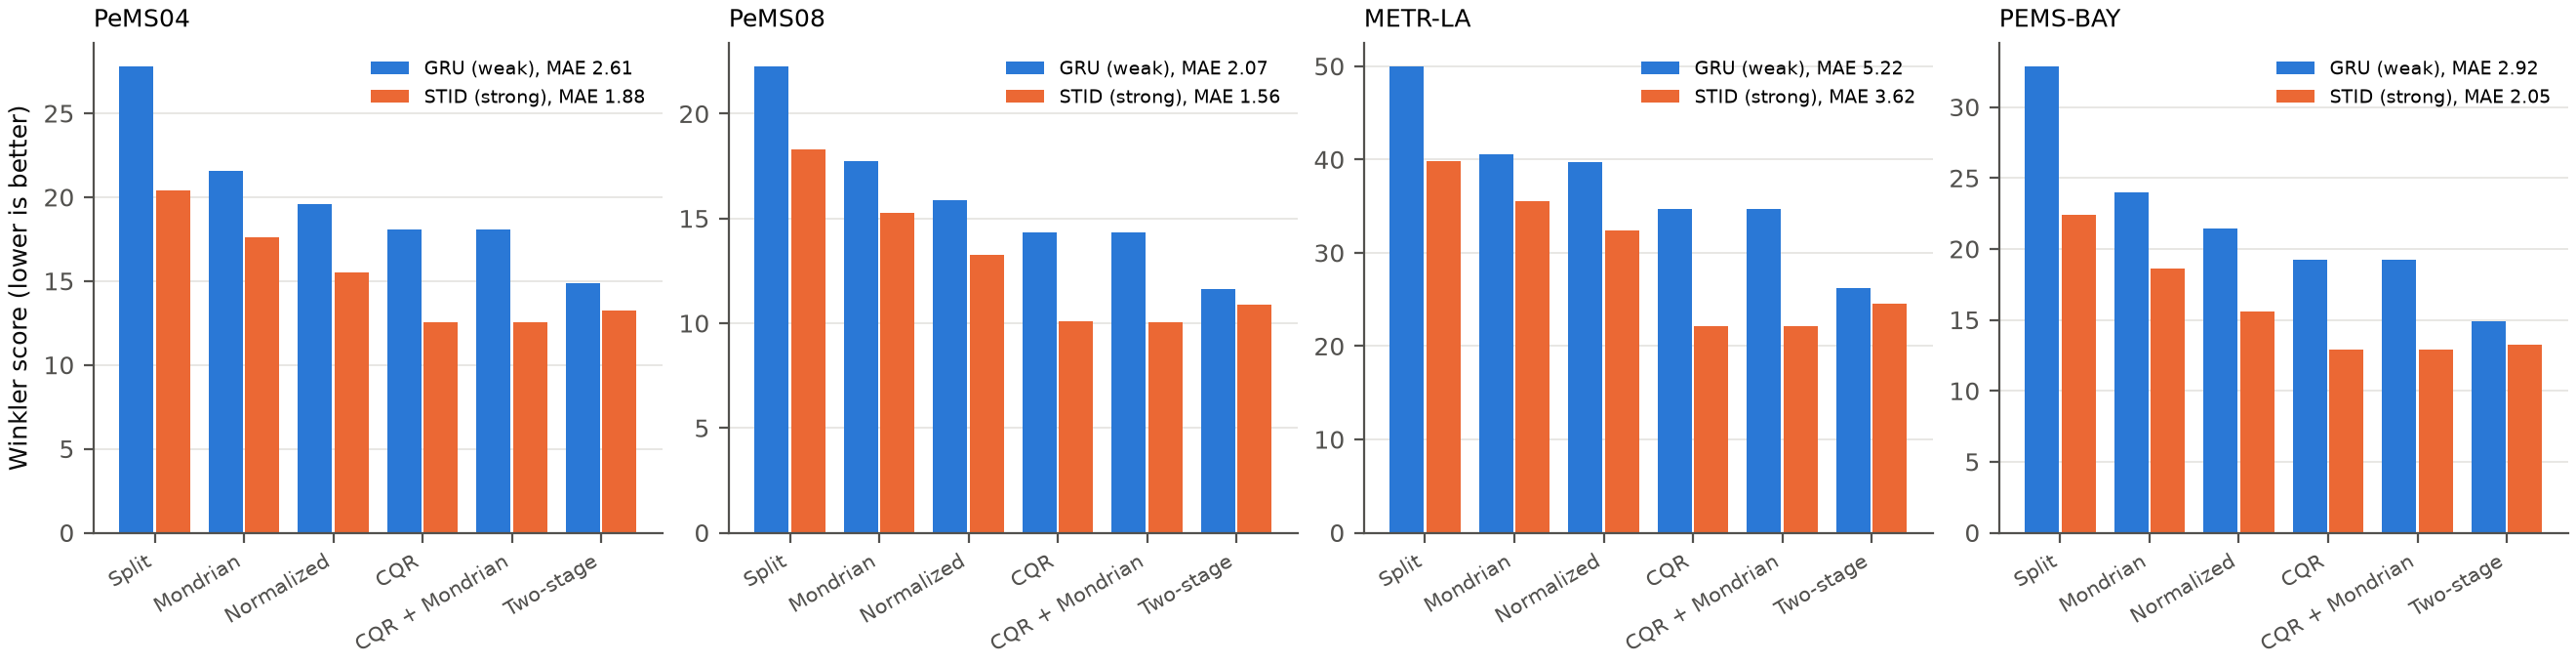 PeMS04
GRU (weak), MAE 2.61
STID (strong), MAE 1.88
Winkler score (lower is better)
25
20
15
10
5
0
Split
Mondrian
Normalized
CQR
CQR + Mondrian
Two-stage
PeMS08
GRU (weak), MAE 2.07
STID (strong), MAE 1.56
20
15
10
5
0
Split
Mondrian
Normalized
CQR
CQR + Mondrian
Two-stage
METR-LA
GRU (weak), MAE 5.22
STID (strong), MAE 3.62
50
40
30
20
10
0
Split
Mondrian
Normalized
CQR
CQR + Mondrian
Two-stage
PEMS-BAY
GRU (weak), MAE 2.92
STID (strong), MAE 2.05
30
25
20
15
10
5
0
Split
Mondrian
Normalized
CQR
CQR + Mondrian
Two-stage